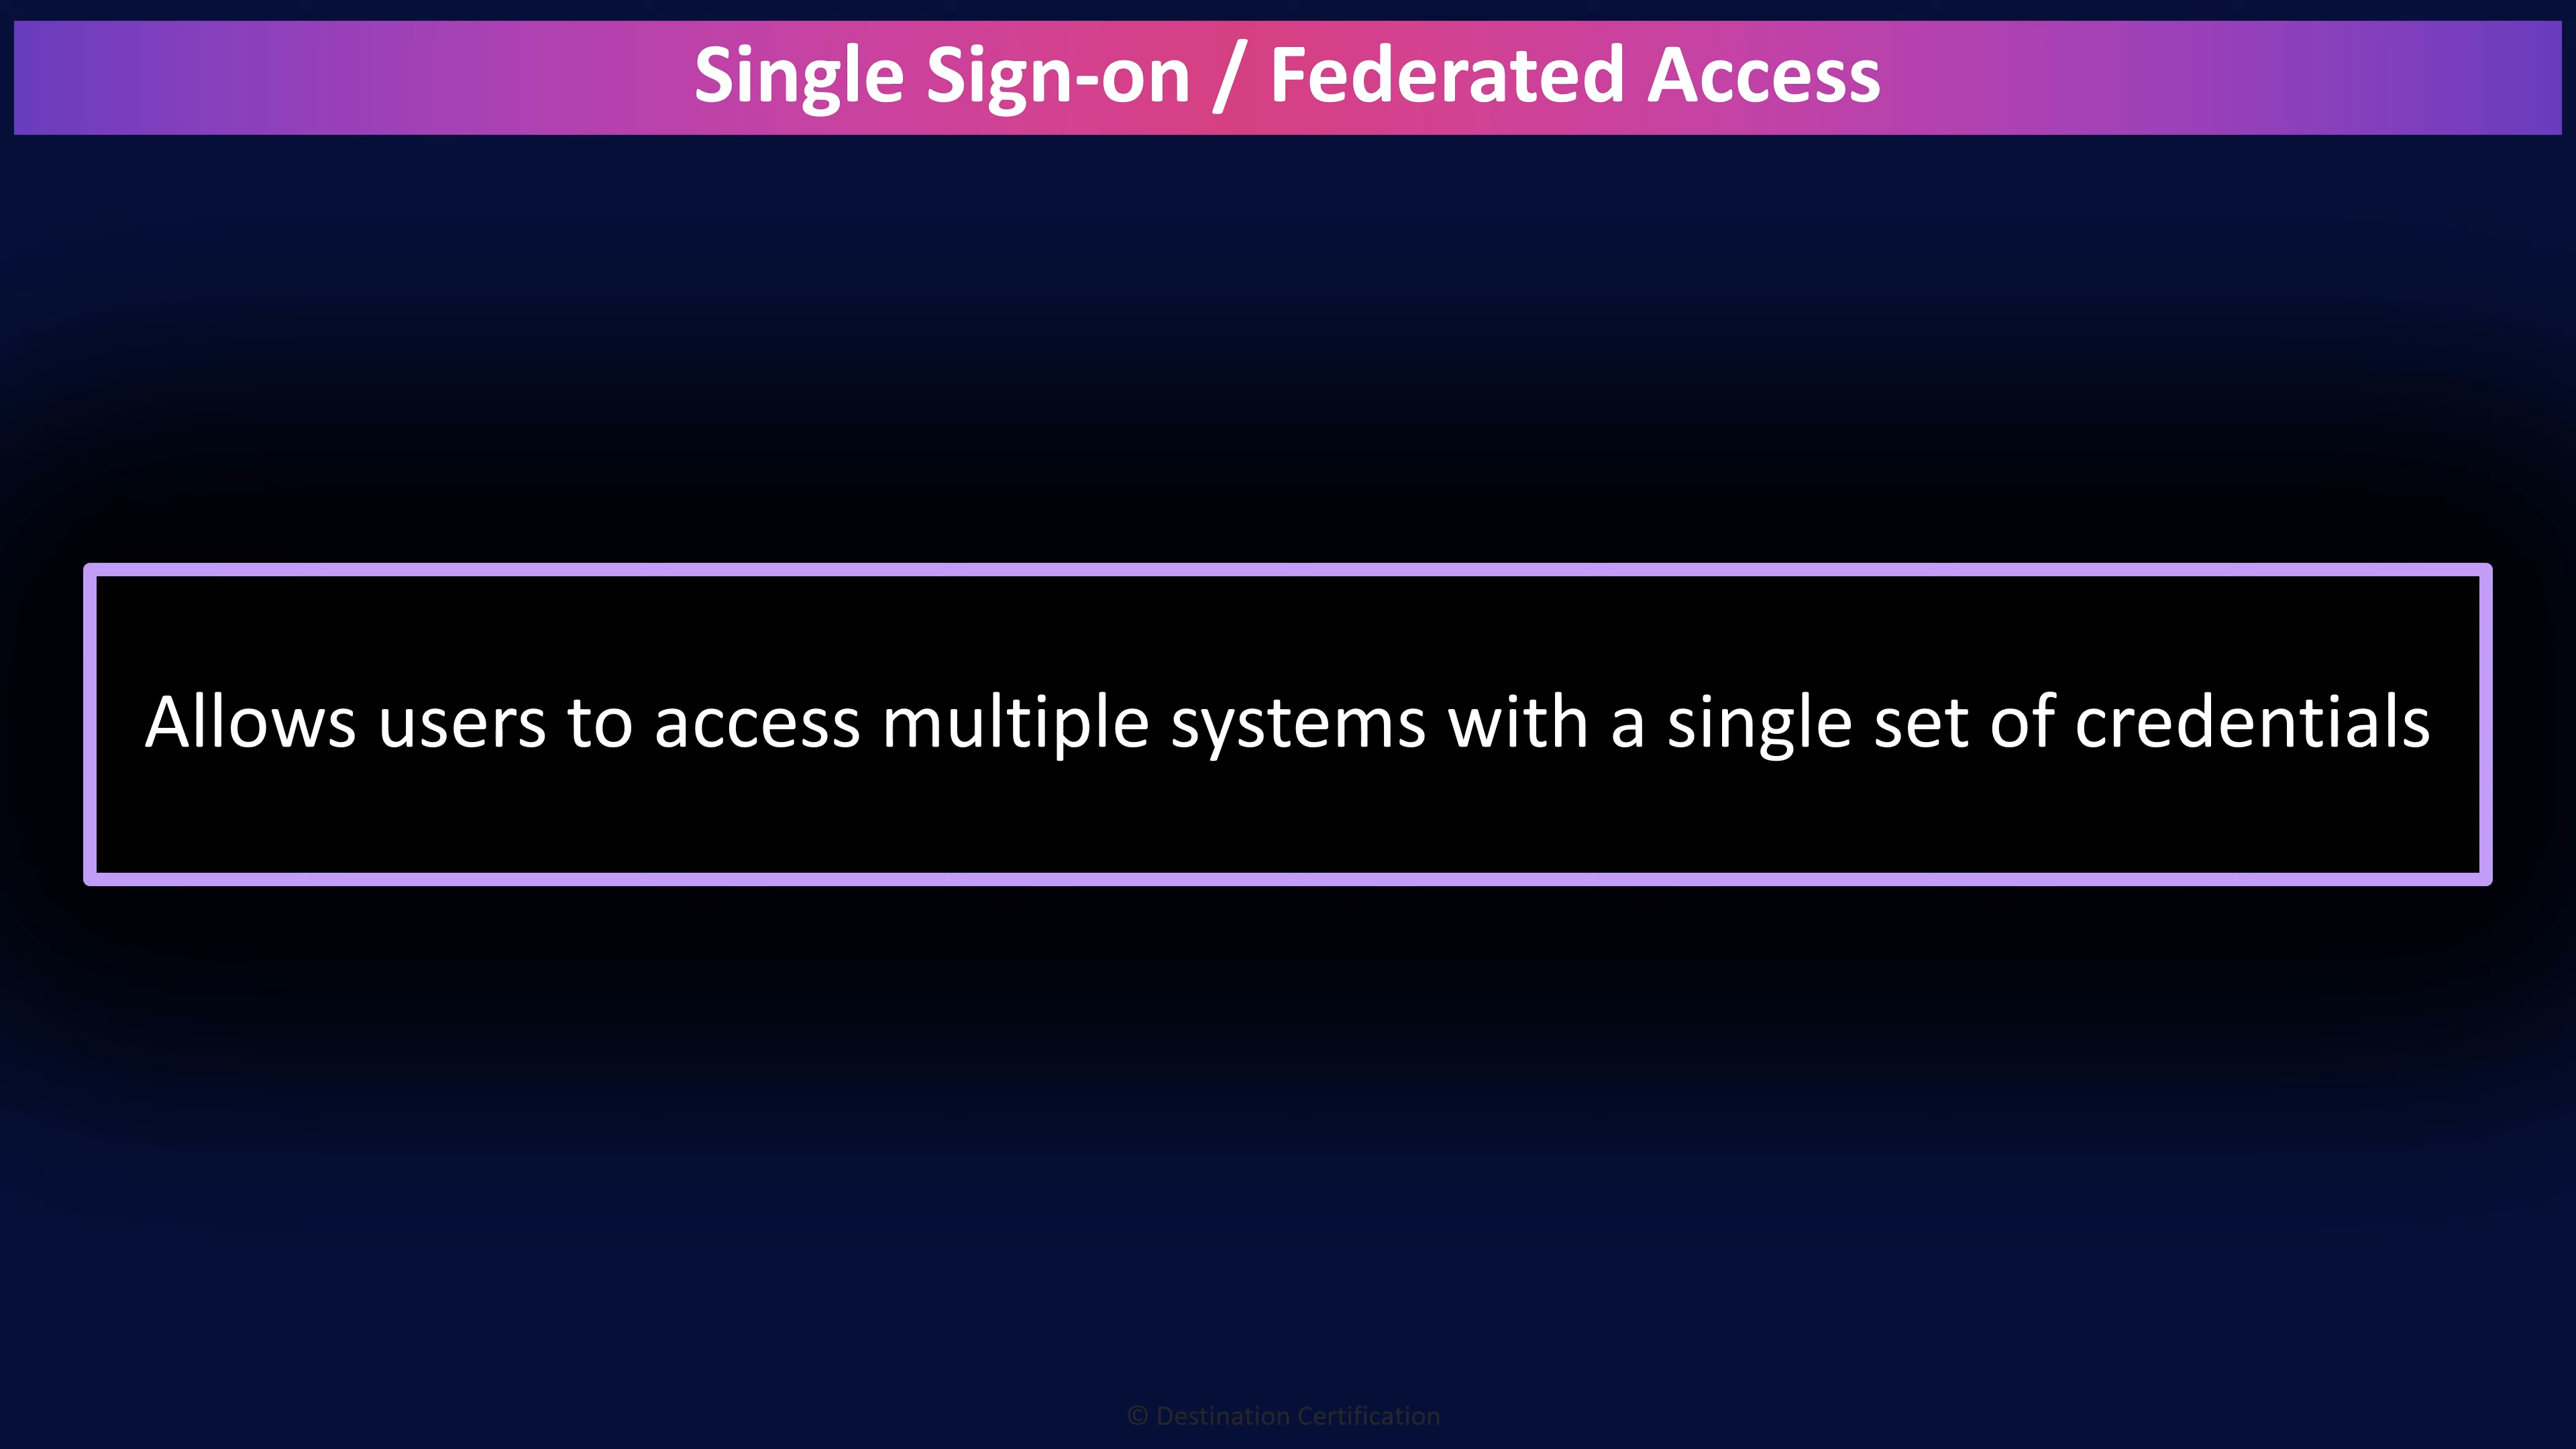 Single Sign-on / Federated Access
Allows users to access multiple systems with a single set of credentials
© Destination Certification